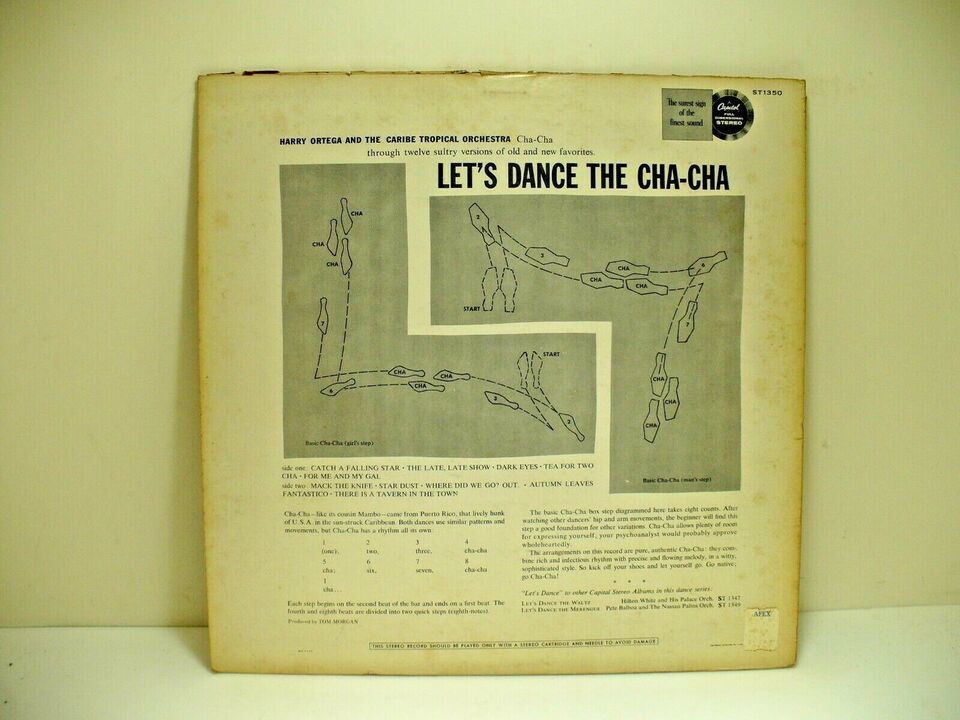 ST1350
The surest sign
of the
finest sound
Capitol
FULL
DIMENSIONAL
STEREO
HARRY ORTEGA AND THE CARIBE TROPICAL ORCHESTRA Cha-Cha
through twelve sultry versions of old and new favorites.
LET'S DANCE THE CHA-CHA
CHA
CHA
CHA
7
6
CHA
CHA
CHA
3
2
START
Basic Cha-Cha (girl's step)
2
3
START
CHA
CHA
CHA
6
7
CHA
CHA
CHA
Basic Cha-Cha (man's step)
side one: CATCH A FALLING STAR · THE LATE, LATE SHOW · DARK EYES · TEA FOR TWO
CHA · FOR ME AND MY GAL
side two: MACK THE KNIFE · STAR DUST · WHERE DID WE GO? OUT. · AUTUMN LEAVES
FANTASTICO · THERE IS A TAVERN IN THE TOWN
Cha-Cha—like its cousin Mambo—came from Puerto Rico, that lively hunk
of U.S.A. in the sun-struck Caribbean. Both dances use similar patterns and
movements, but Cha-Cha has a rhythm all its own:
1 2 3 4
(one), two, three, cha-cha
5 6 7 8
cha; six, seven, cha-cha
1
cha...
Each step begins on the second beat of the bar and ends on a first beat. The
fourth and eighth beats are divided into two quick steps (eighth-notes).
Produced by TOM MORGAN
The basic Cha-Cha box step diagrammed here takes eight counts. After
watching other dancers' hip and arm movements, the beginner will find this
step a good foundation for other variations. Cha-Cha allows plenty of room
for expressing yourself, your psychoanalyst would probably approve
wholeheartedly.
The arrangements on this record are pure, authentic Cha-Cha: they com-
bine rich and infectious rhythm with precise and flowing melody, in a witty,
sophisticated style. So kick off your shoes and let yourself go. Go native;
go Cha-Cha!
* * *
"Let's Dance" to other Capitol Stereo Albums in this dance series:
LET'S DANCE THE WALTZ Hilton White and His Palace Orch. ST 1347
LET'S DANCE THE MERENGUE Pete Balboa and The Nassau Palms Orch. ST 1349
AFEX
THIS STEREO RECORD SHOULD BE PLAYED ONLY WITH A STEREO CARTRIDGE AND NEEDLE TO AVOID DAMAGE